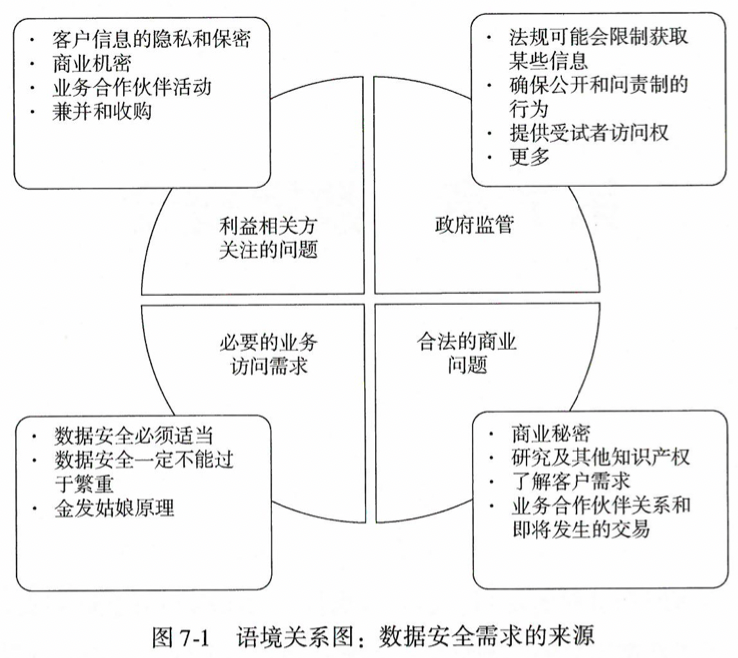 · 客户信息的隐私和保密
· 商业机密
· 业务合作伙伴活动
· 兼并和收购
· 法规可能会限制获取
某些信息
· 确保公开和问责制的
行为
· 提供受试者访问权
· 更多
利益相关方
关注的问题
政府监管
必要的业务
访问需求
合法的商业
问题
· 数据安全必须适当
· 数据安全一定不能过
于繁重
· 金发姑娘原理
· 商业秘密
· 研究及其他知识产权
· 了解客户需求
· 业务合作伙伴关系和
即将发生的交易
图 7-1 语境关系图：数据安全需求的来源